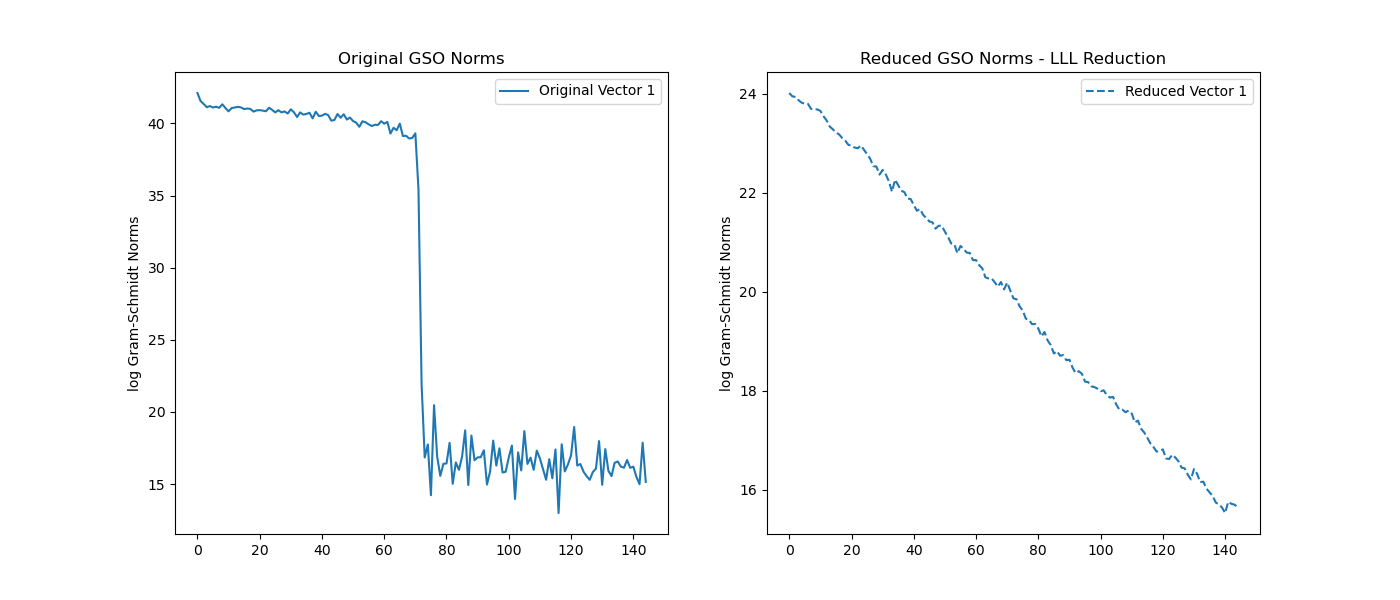 Original GSO Norms
Original Vector 1
log Gram-Schmidt Norms
40
35
30
25
20
15
0 20 40 60 80 100 120 140
Reduced GSO Norms - LLL Reduction
Reduced Vector 1
log Gram-Schmidt Norms
24
22
20
18
16
0 20 40 60 80 100 120 140